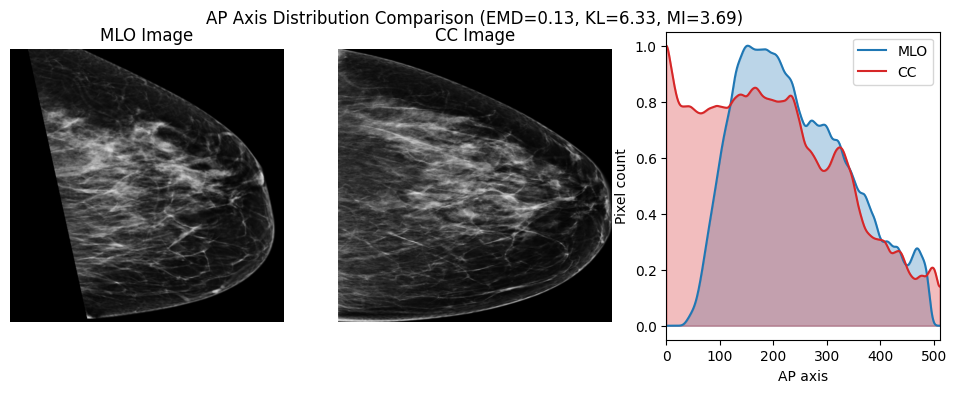 AP Axis Distribution Comparison (EMD=0.13, KL=6.33, MI=3.69)
MLO Image
CC Image
MLO
CC
1.0
0.8
0.6
0.4
0.2
0.0
Pixel count
0 100 200 300 400 500
AP axis